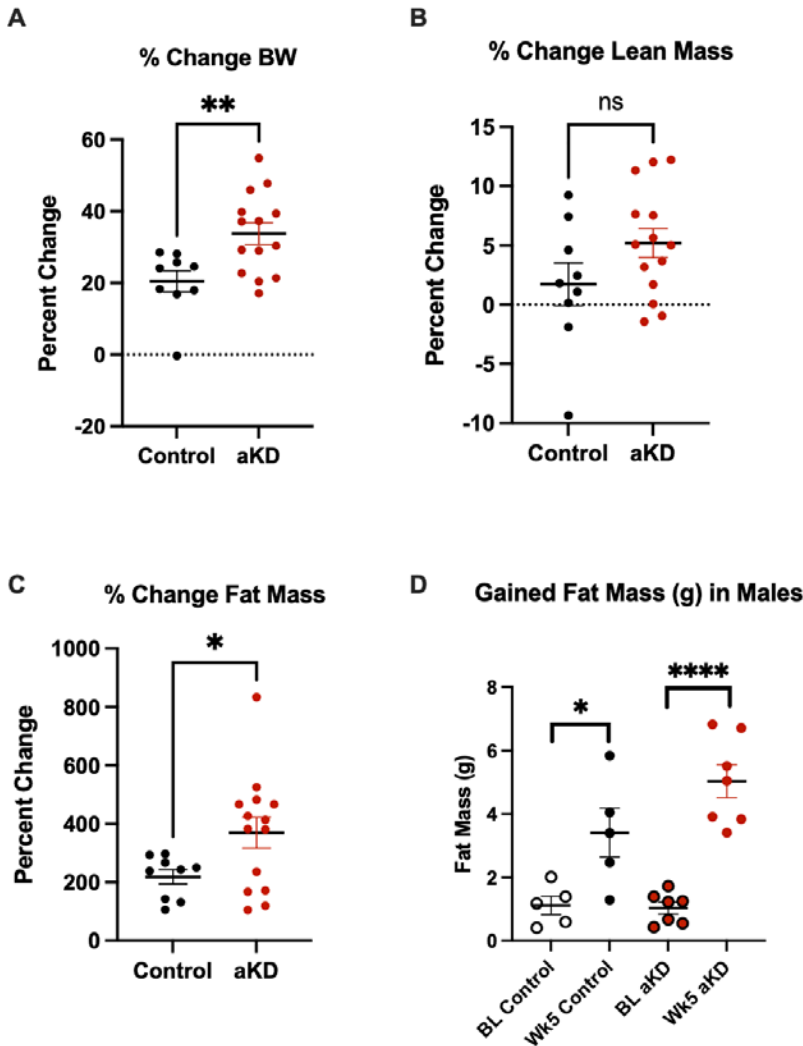 A
% Change BW
**
Percent Change
60
40
20
0
-20
Control
aKD
B
% Change Lean Mass
ns
Percent Change
15
10
5
0
-5
-10
Control
aKD
C
% Change Fat Mass
*
Percent Change
1000
800
600
400
200
0
Control
aKD
D
Gained Fat Mass (g) in Males
*
****
Fat Mass (g)
8
6
4
2
0
BL Control
Wk5 Control
BL aKD
Wk5 aKD